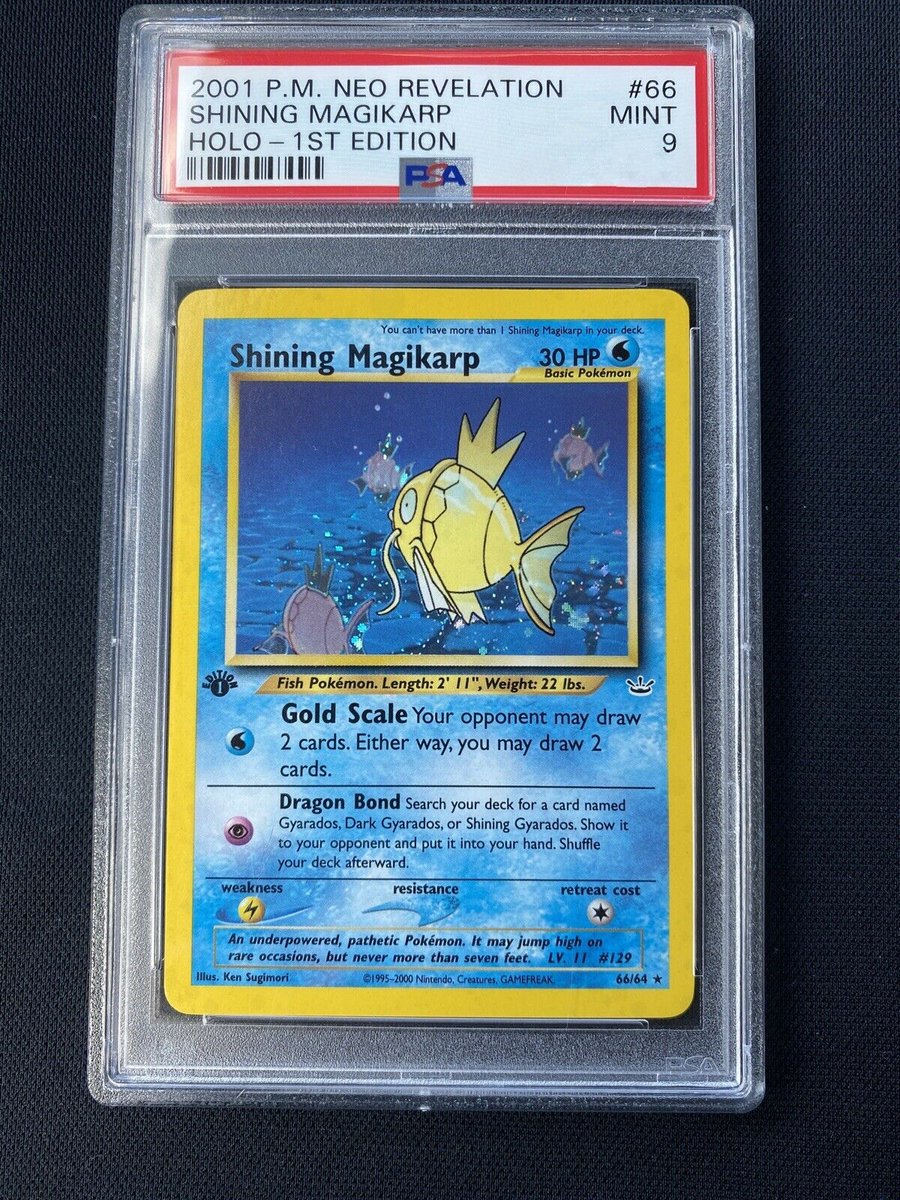 2001 P.M. NEO REVELATION #66
SHINING MAGIKARP MINT
HOLO – 1ST EDITION 9
PSA
You can't have more than 1 Shining Magikarp in your deck.
Shining Magikarp 30 HP
Basic Pokémon
EDITION 1
Fish Pokémon. Length: 2' 11", Weight: 22 lbs.
Gold Scale Your opponent may draw
2 cards. Either way, you may draw 2
cards.
Dragon Bond Search your deck for a card named
Gyarados, Dark Gyarados, or Shining Gyarados. Show it
to your opponent and put it into your hand. Shuffle
your deck afterward.
weakness resistance retreat cost
An underpowered, pathetic Pokémon. It may jump high on
rare occasions, but never more than seven feet. LV. 11 #129
Illus. Ken Sugimori ©1995-2000 Nintendo, Creatures, GAMEFREAK. 66/64 ★
PSA